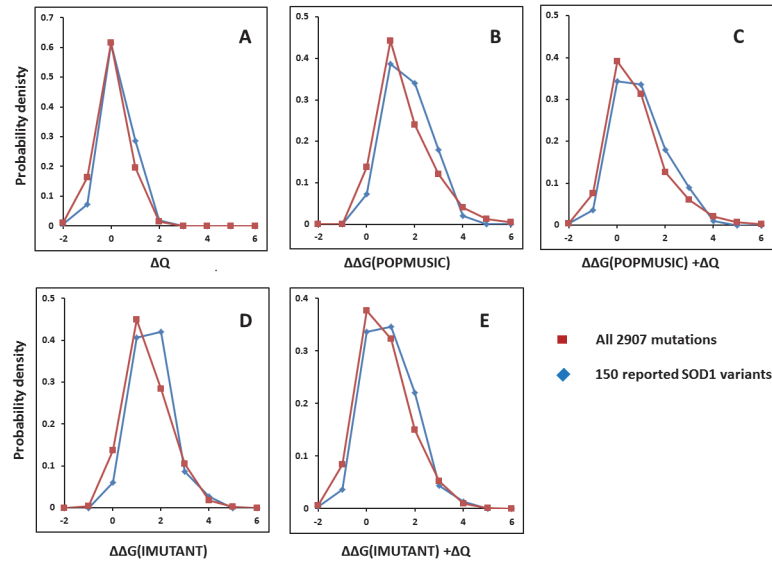 A
Probability denisty
0.7
0.6
0.5
0.4
0.3
0.2
0.1
0
-2 0 2 4 6
ΔQ
B
0.5
0.4
0.3
0.2
0.1
0
-2 0 2 4 6
ΔΔG(POPMUSIC)
C
0.5
0.4
0.3
0.2
0.1
0
-2 0 2 4 6
ΔΔG(POPMUSIC) +ΔQ
D
Probability density
0.5
0.4
0.3
0.2
0.1
0
-2 0 2 4 6
ΔΔG(IMUTANT)
E
0.4
0.3
0.2
0.1
0
-2 0 2 4 6
ΔΔG(IMUTANT) +ΔQ
All 2907 mutations
150 reported SOD1 variants